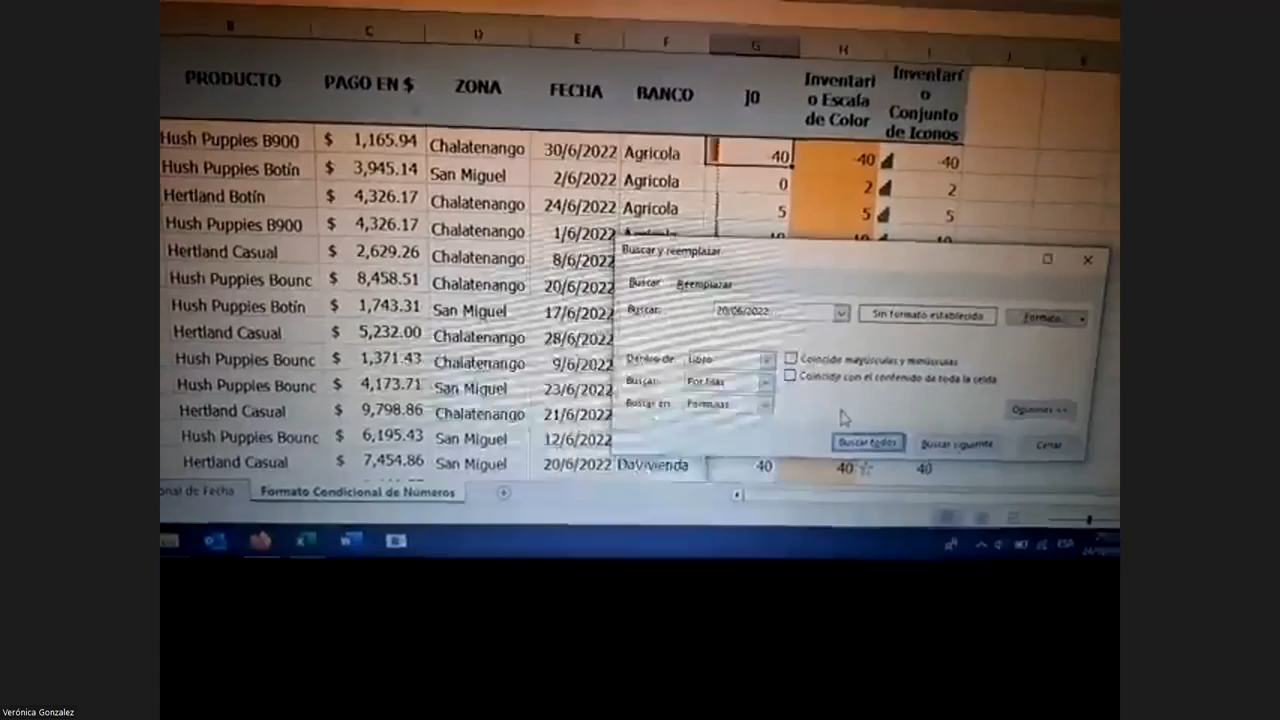 B C D E F G H I J K
PRODUCTO PAGO EN $ ZONA FECHA BANCO J0 Inventari o Escala de Color Inventari o Conjunto de Iconos
Hush Puppies B900 $ 1,165.94 Chalatenango 30/6/2022 Agricola -40 -40 -40
Hush Puppies Botín $ 3,945.14 San Miguel 2/6/2022 Agricola 0 2 2
Hertland Botín $ 4,326.17 Chalatenango 24/6/2022 Agricola 5 5 5
Hush Puppies B900 $ 4,326.17 Chalatenango 1/6/2022 Agricola 10 10 10
Hertland Casual $ 2,629.26 Chalatenango 8/6/2022
Hush Puppies Bounc $ 8,458.51 Chalatenango 20/6/2022
Hush Puppies Botín $ 1,743.31 San Miguel 17/6/2022
Hertland Casual $ 5,232.00 Chalatenango 28/6/2022
Hush Puppies Bounc $ 1,371.43 Chalatenango 9/6/2022
Hush Puppies Bounc $ 4,173.71 San Miguel 23/6/2022
Hertland Casual $ 9,798.86 Chalatenango 21/6/2022
Hush Puppies Bounc $ 6,195.43 San Miguel 12/6/2022
Hertland Casual $ 7,454.86 San Miguel 20/6/2022 DaVivienda 40 40 40
Buscar y reemplazar
Buscar Reemplazar
Buscar: 20/06/2022 Sin formato establecido Formato...
Dentro de: Libro Coincidir mayúsculas y minúsculas
Buscar: Por filas Coincidir con el contenido de toda la celda
Buscar en: Fórmulas
Opciones <<
Buscar todos Buscar siguiente Cerrar
onal de Fecha Formato Condicional de Números
ESP
Verónica Gonzalez